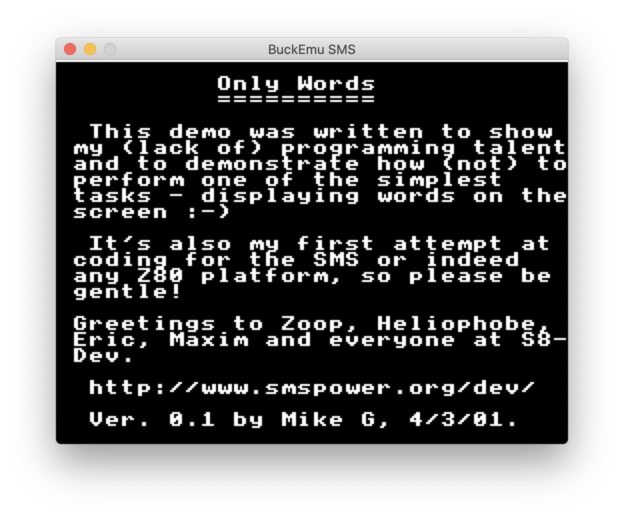 BuckEmu SMS
Only Words
==========
This demo was written to show
my (lack of) programming talent
and to demonstrate how (not) to
perform one of the simplest
tasks - displaying words on the
screen :-)
It's also my first attempt at
coding for the SMS or indeed
any Z80 platform, so please be
gentle!
Greetings to Zoop, Heliophobe,
Eric, Maxim and everyone at S8-
Dev.
http://www.smspower.org/dev/
Ver. 0.1 by Mike G, 4/3/01.